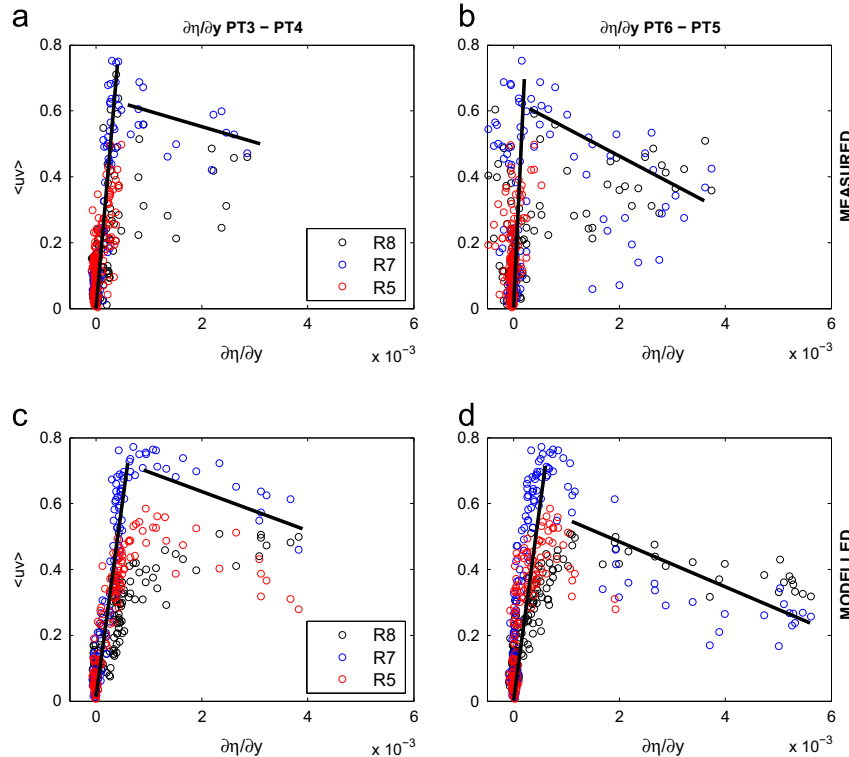 a
∂η/∂y PT3 − PT4
0.8
0.6
0.4
0.2
0
<uv>
R8
R7
R5
0
2
4
6
∂η/∂y
x 10⁻³
b
∂η/∂y PT6 − PT5
0.8
0.6
0.4
0.2
0
MEASURED
0
2
4
6
∂η/∂y
x 10⁻³
c
0.8
0.6
0.4
0.2
0
<uv>
R8
R7
R5
0
2
4
6
∂η/∂y
x 10⁻³
d
0.8
0.6
0.4
0.2
0
MODELLED
0
2
4
6
∂η/∂y
x 10⁻³